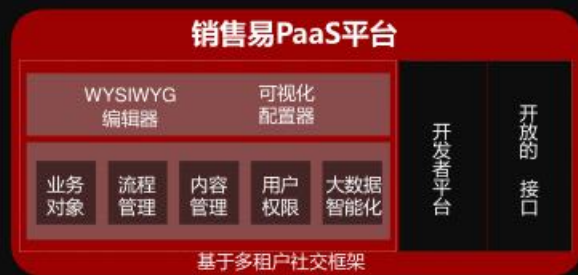 销售易PaaS平台
WYSIWYG
编辑器
可视化
配置器
业务
对象
流程
管理
内容
管理
用户
权限
大数据
智能化
开发者平台
开放的 接口
基于多租户社交框架